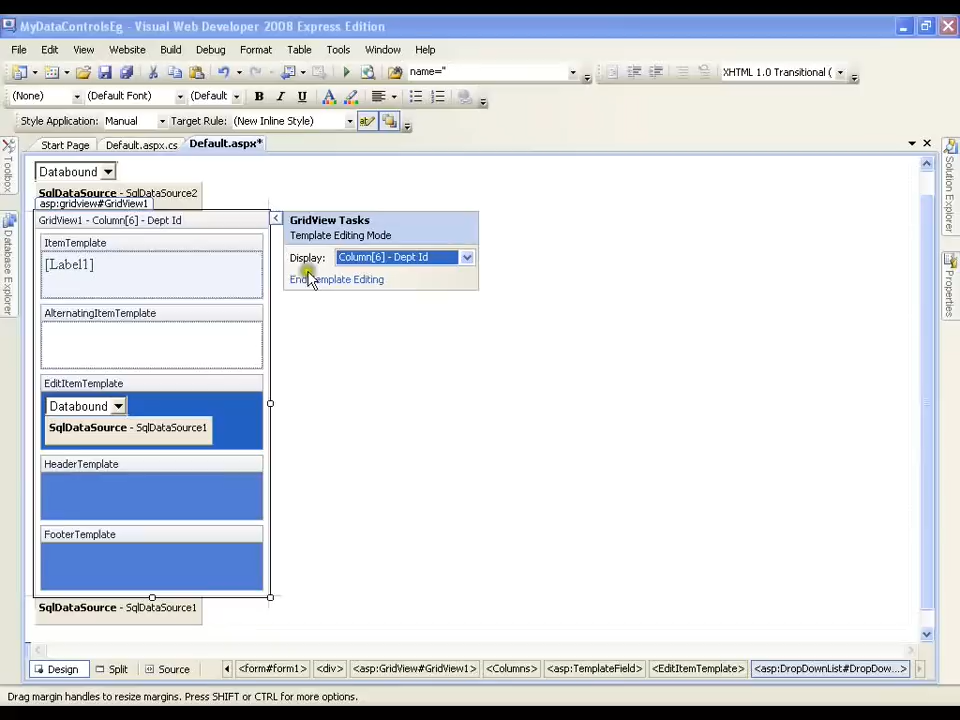 MyDataControlsEg - Visual Web Developer 2008 Express Edition
File Edit View Website Build Debug Format Table Tools Window Help
name=" XHTML 1.0 Transitional (
(None) (Default Font) (Default B I U A
Style Application: Manual Target Rule: (New Inline Style) ab/
Start Page Default.aspx.cs Default.aspx*
Toolbox
Database Explorer
Databound
SqlDataSource - SqlDataSource2
asp:gridview#GridView1
GridView1 - Column[6] - Dept Id
ItemTemplate
[Label1]
AlternatingItemTemplate
EditItemTemplate
Databound
SqlDataSource - SqlDataSource1
HeaderTemplate
FooterTemplate
SqlDataSource - SqlDataSource1
GridView Tasks
Template Editing Mode
Display: Column[6] - Dept Id
End Template Editing
Solution Explorer
Properties
Design Split Source <form#form1> <div> <asp:GridView#GridView1> <Columns> <asp:TemplateField> <EditItemTemplate> <asp:DropDownList#DropDow...>
Drag margin handles to resize margins. Press SHIFT or CTRL for more options.